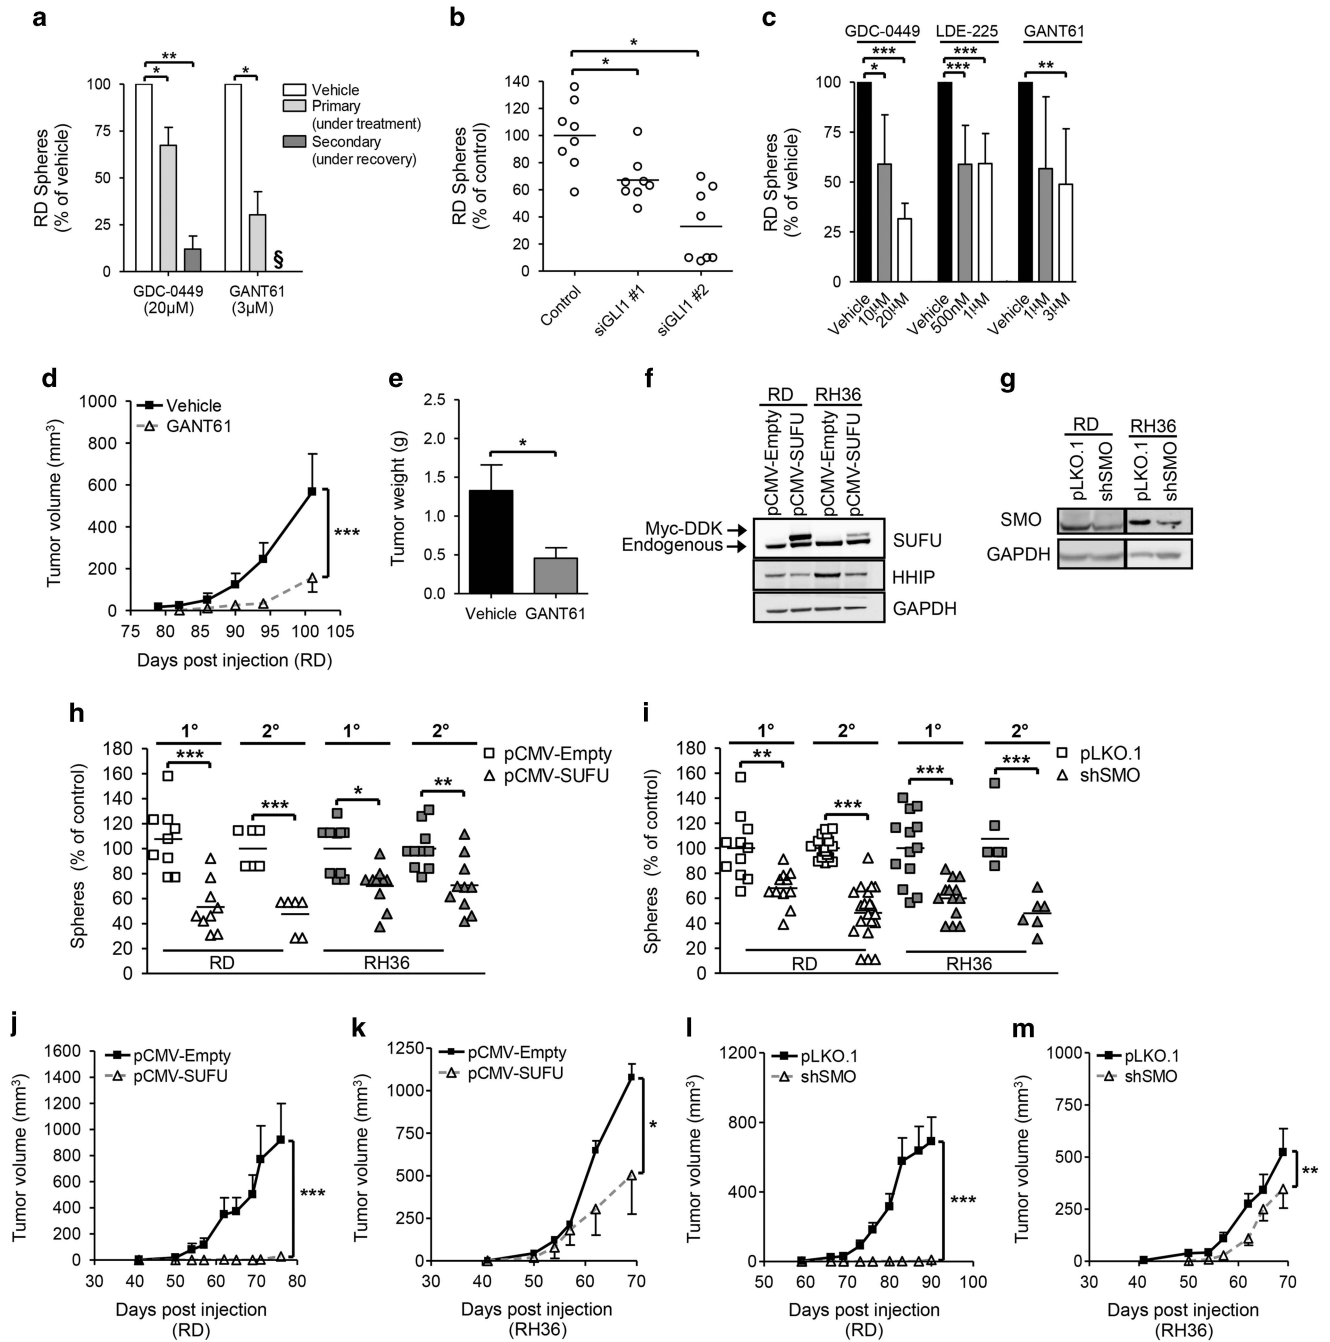 a
RD Spheres
(% of vehicle)
100
75
50
25
0
**
*
*
§
GDC-0449
(20µM)
GANT61
(3µM)
Vehicle
Primary
(under treatment)
Secondary
(under recovery)
b
RD Spheres
(% of control)
140
120
100
80
60
40
20
0
*
*
Control
siGLI1 #1
siGLI1 #2
c
GDC-0449 LDE-225 GANT61
RD Spheres
(% of vehicle)
100
75
50
25
0
***
*
***
***
**
Vehicle
10µM
20µM
Vehicle
500nM
1µM
Vehicle
1µM
3µM
d
Vehicle
GANT61
Tumor volume (mm³)
1000
800
600
400
200
0
***
75 80 85 90 95 100 105
Days post injection (RD)
e
Tumor weight (g)
2.5
2.0
1.5
1.0
0.5
0.0
*
Vehicle GANT61
f
RD RH36
pCMV-Empty
pCMV-SUFU
pCMV-Empty
pCMV-SUFU
Myc-DDK
Endogenous
SUFU
HHIP
GAPDH
g
RD RH36
pLKO.1
shSMO
pLKO.1
shSMO
SMO
GAPDH
h
1° 2° 1° 2°
Spheres (% of control)
180
160
140
120
100
80
60
40
20
0
***
***
*
**
RD RH36
pCMV-Empty
pCMV-SUFU
i
1° 2° 1° 2°
Spheres (% of control)
180
160
140
120
100
80
60
40
20
0
**
***
***
***
RD RH36
pLKO.1
shSMO
j
pCMV-Empty
pCMV-SUFU
Tumor volume (mm³)
1600
1400
1200
1000
800
600
400
200
0
***
30 40 50 60 70 80
Days post injection
(RD)
k
pCMV-Empty
pCMV-SUFU
Tumor volume (mm³)
1250
1000
750
500
250
0
*
30 40 50 60 70
Days post injection
(RH36)
l
pLKO.1
shSMO
Tumor volume (mm³)
1200
800
400
0
***
50 60 70 80 90 100
Days post injection
(RD)
m
pLKO.1
shSMO
Tumor volume (mm³)
1000
750
500
250
0
**
30 40 50 60 70
Days post injection
(RH36)